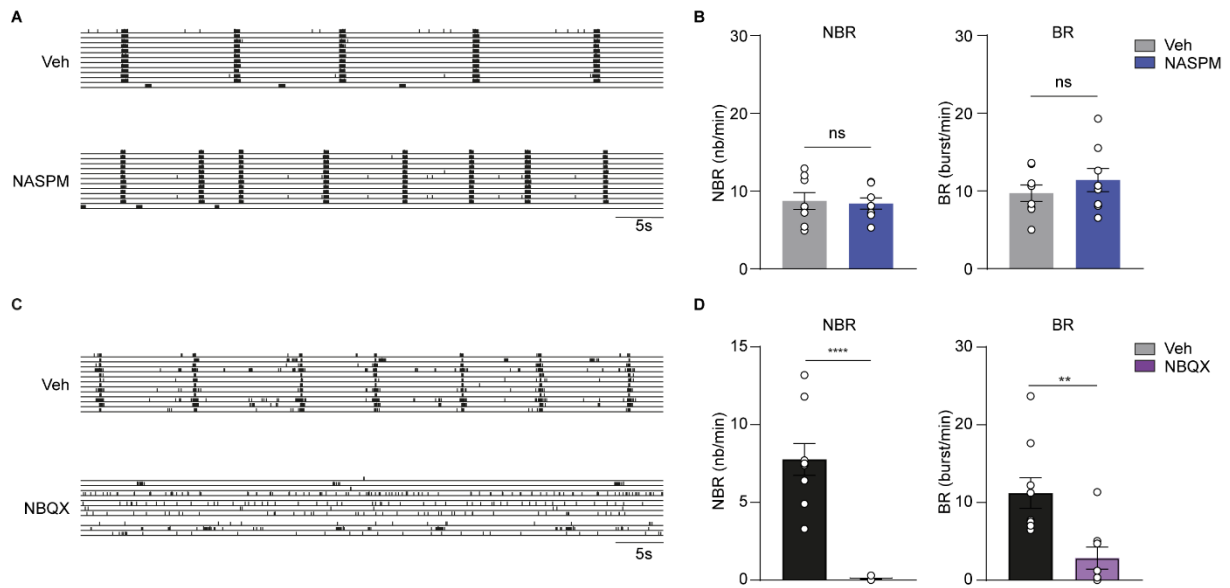 A
Veh
NASPM
5s
B
NBR
NBR (nb/min)
30
20
10
0
ns
BR
BR (burst/min)
30
20
10
0
ns
Veh
NASPM
C
Veh
NBQX
5s
D
NBR
NBR (nb/min)
15
10
5
0
****
BR
BR (burst/min)
30
20
10
0
**
Veh
NBQX